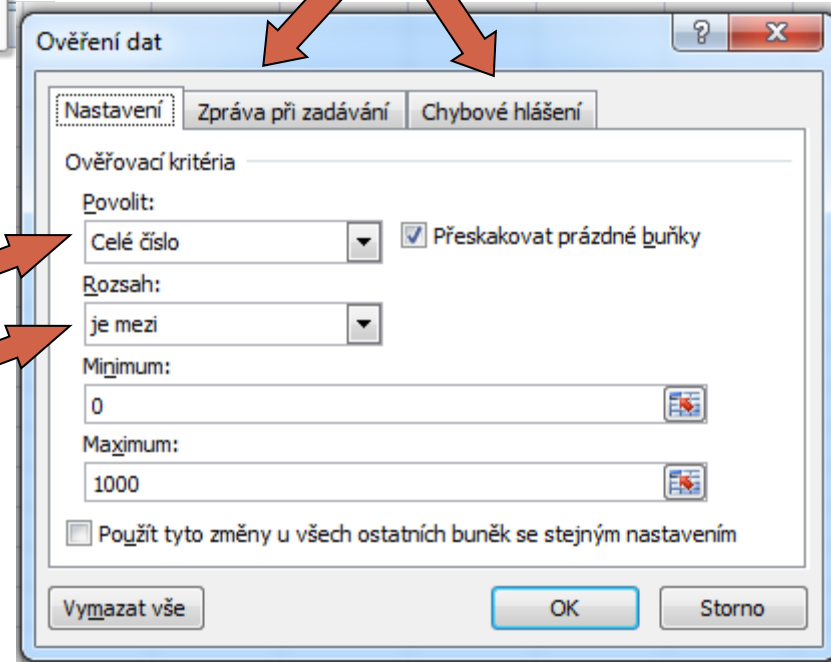 Ověření dat
Nastavení Zpráva při zadávání Chybové hlášení
Ověřovací kritéria
Povolit:
Celé číslo Přeskakovat prázdné buňky
Rozsah:
je mezi
Minimum:
0
Maximum:
1000
Použít tyto změny u všech ostatních buněk se stejným nastavením
Vymazat vše OK Storno